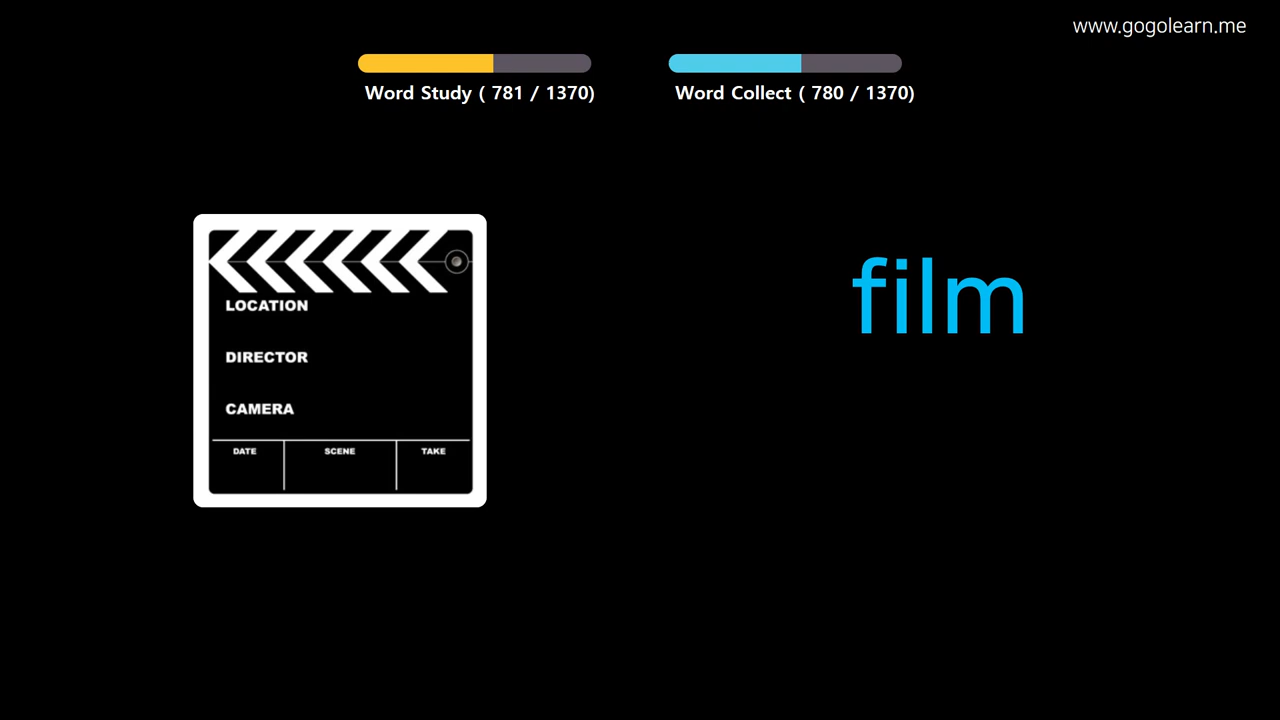 www.gogolearn.me
Word Study ( 781 / 1370)
Word Collect ( 780 / 1370)
LOCATION
DIRECTOR
CAMERA
DATE
SCENE
TAKE
film